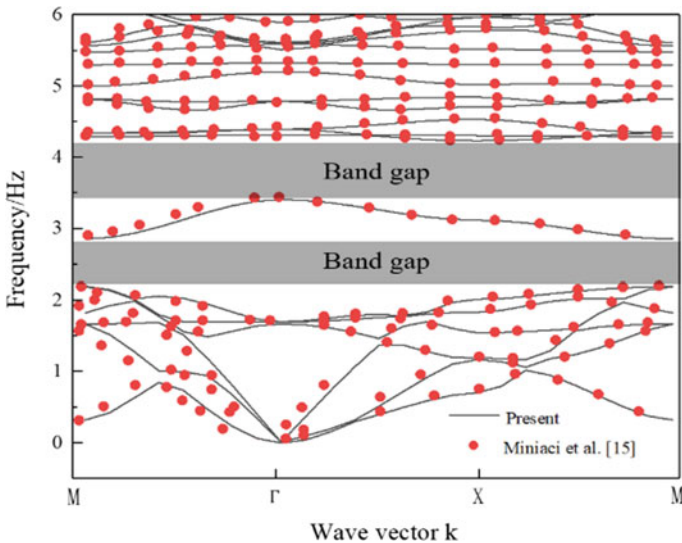 6
5
4
3
2
1
0
Frequency/Hz
Band gap
Band gap
Present
Miniaci et al. [15]
M
Γ
X
M
Wave vector k